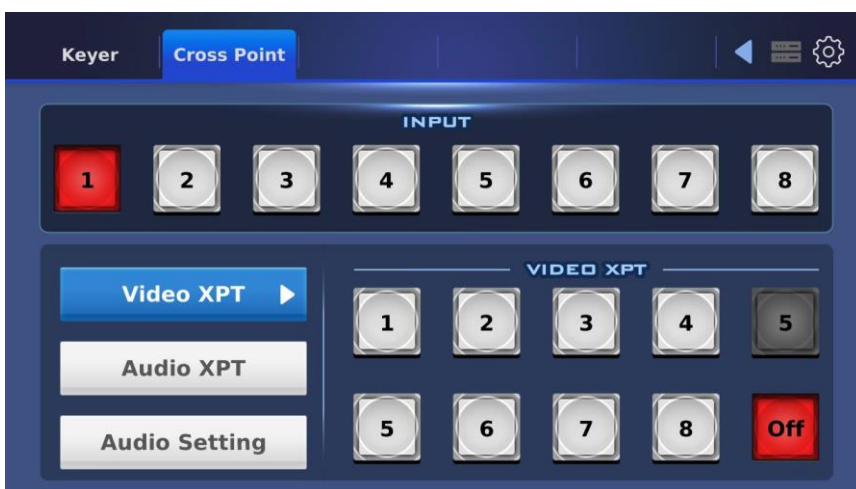 Keyer Cross Point
INPUT
1 2 3 4 5 6 7 8
VIDEO XPT
Video XPT
1 2 3 4 5
Audio XPT
5 6 7 8 Off
Audio Setting